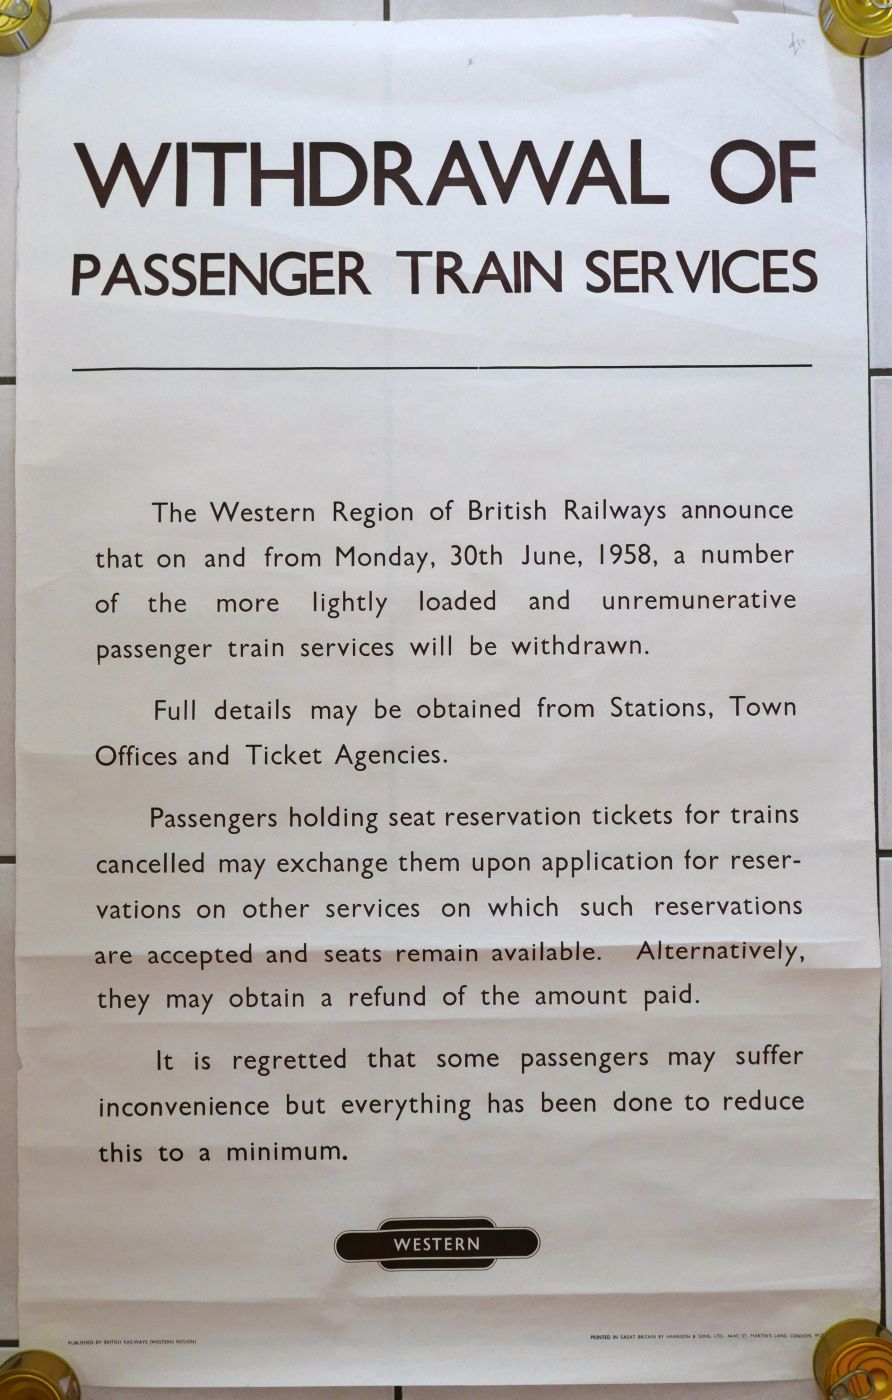 WITHDRAWAL OF
PASSENGER TRAIN SERVICES
The Western Region of British Railways announce
that on and from Monday, 30th June, 1958, a number
of the more lightly loaded and unremunerative
passenger train services will be withdrawn.
Full details may be obtained from Stations, Town
Offices and Ticket Agencies.
Passengers holding seat reservation tickets for trains
cancelled may exchange them upon application for reser-
vations on other services on which such reservations
are accepted and seats remain available. Alternatively,
they may obtain a refund of the amount paid.
It is regretted that some passengers may suffer
inconvenience but everything has been done to reduce
this to a minimum.
WESTERN
PUBLISHED BY BRITISH RAILWAYS (WESTERN REGION)
PRINTED IN GREAT BRITAIN BY HARRISON & SONS, LTD., 44-47, ST. MARTIN'S LANE, LONDON,